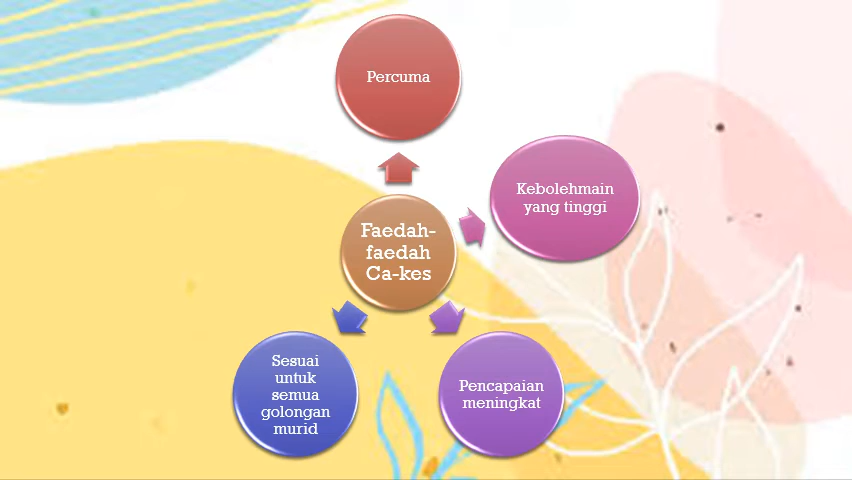 Percuma
Kebolehmain
yang tinggi
Faedah-
faedah
Ca-kes
Sesuai
untuk
semua
golongan
murid
Pencapaian
meningkat